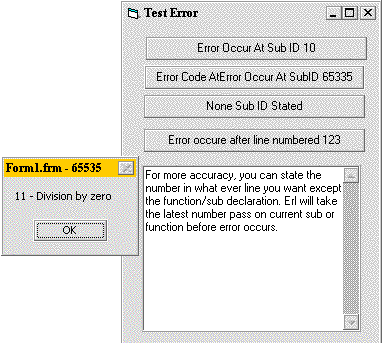 Test Error
Error Occur At Sub ID 10
Error Code AtError Occur At SubID 65335
None Sub ID Stated
Error occure after line numbered 123
Form1.frm - 65535
11 - Division by zero
OK
For more accuracy, you can state the
number in what ever line you want except
the function/sub declaration. Erl will take
the latest number pass on current sub or
function before error occurs.